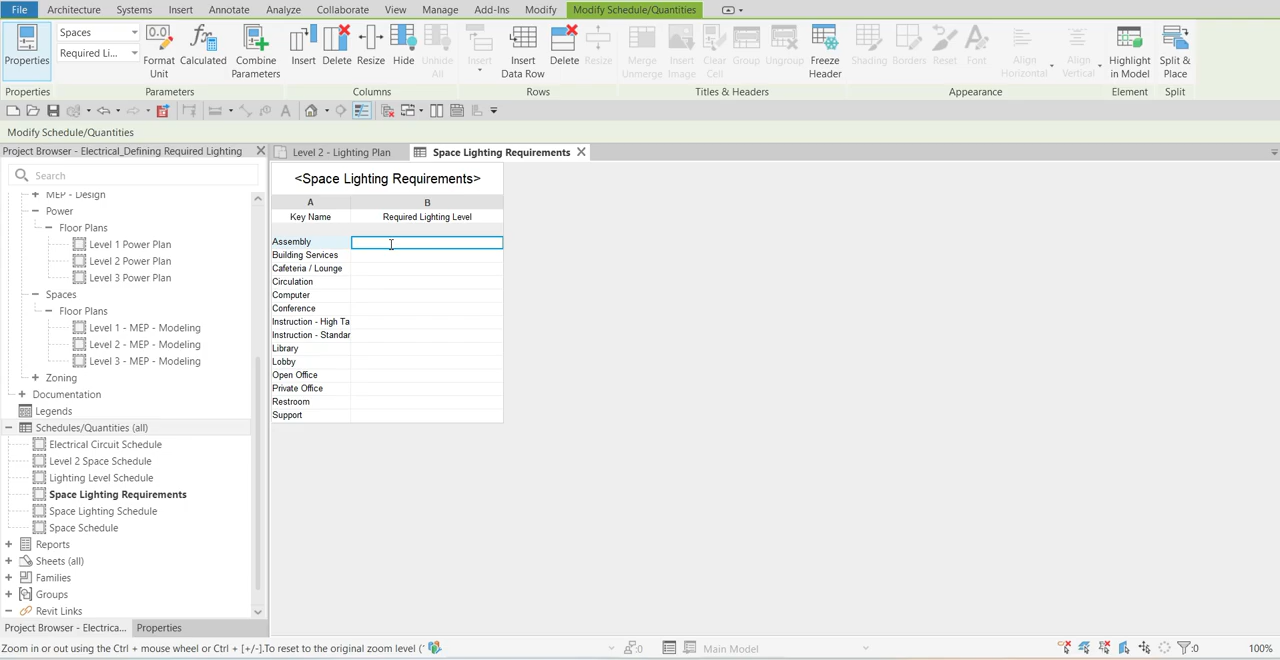 File Architecture Systems Insert Annotate Analyze Collaborate View Manage Add-Ins Modify Modify Schedule/Quantities
Spaces
Required Li...
Properties
Format Unit
Calculated
Combine Parameters
Insert
Delete
Resize
Hide
Unhide All
Insert
Insert Data Row
Delete
Resize
Merge Unmerge
Insert Image
Clear Cell
Group
Ungroup
Freeze Header
Shading
Borders
Reset
Font
Align Horizontal
Align Vertical
Highlight in Model
Split & Place
Properties Parameters Columns Rows Titles & Headers Appearance Element Split
Modify Schedule/Quantities
Project Browser - Electrical_Defining Required Lighting
Search
MEP - Design
Power
Floor Plans
Level 1 Power Plan
Level 2 Power Plan
Level 3 Power Plan
Spaces
Floor Plans
Level 1 - MEP - Modeling
Level 2 - MEP - Modeling
Level 3 - MEP - Modeling
Zoning
Documentation
Legends
Schedules/Quantities (all)
Electrical Circuit Schedule
Level 2 Space Schedule
Lighting Level Schedule
Space Lighting Requirements
Space Lighting Schedule
Space Schedule
Reports
Sheets (all)
Families
Groups
Revit Links
Project Browser - Electrica... Properties
Level 2 - Lighting Plan Space Lighting Requirements
<Space Lighting Requirements>
A B
Key Name Required Lighting Level
Assembly
Building Services
Cafeteria / Lounge
Circulation
Computer
Conference
Instruction - High Ta
Instruction - Standar
Library
Lobby
Open Office
Private Office
Restroom
Support
Zoom in or out using the Ctrl + mouse wheel or Ctrl + [+/-].To reset to the original zoom level (' :0 Main Model :0 100%